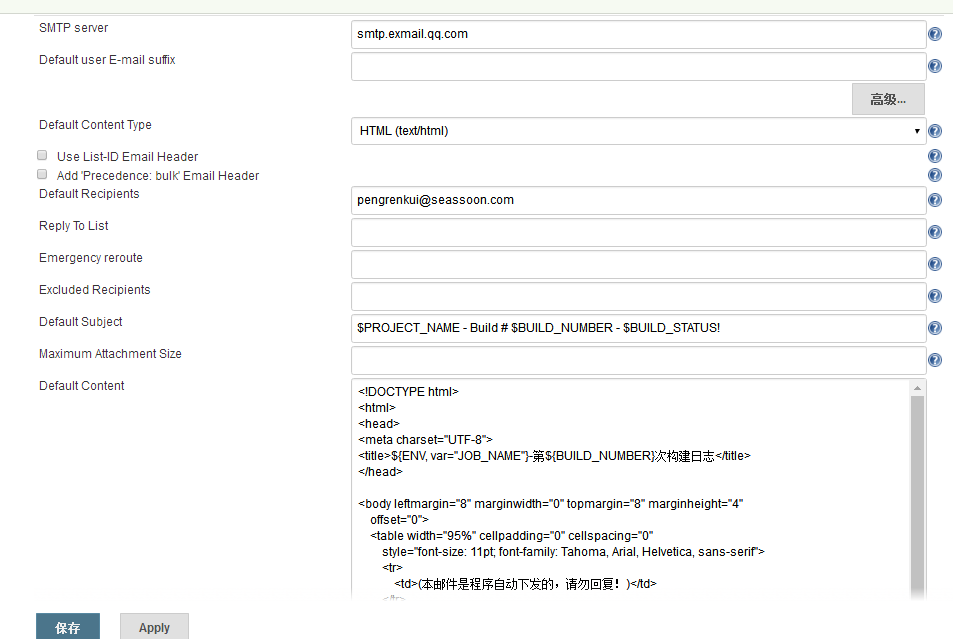 SMTP server
smtp.exmail.qq.com
Default user E-mail suffix
高级...
Default Content Type
HTML (text/html)
Use List-ID Email Header
Add 'Precedence: bulk' Email Header
Default Recipients
pengrenkui@seassoon.com
Reply To List
Emergency reroute
Excluded Recipients
Default Subject
$PROJECT_NAME - Build # $BUILD_NUMBER - $BUILD_STATUS!
Maximum Attachment Size
Default Content
<!DOCTYPE html>
<html>
<head>
<meta charset="UTF-8">
<title>${ENV, var="JOB_NAME"}-第${BUILD_NUMBER}次构建日志</title>
</head>
<body leftmargin="8" marginwidth="0" topmargin="8" marginheight="4"
offset="0">
<table width="95%" cellpadding="0" cellspacing="0"
style="font-size: 11pt; font-family: Tahoma, Arial, Helvetica, sans-serif">
<tr>
<td>(本邮件是程序自动下发的，请勿回复！)</td>
保存
Apply